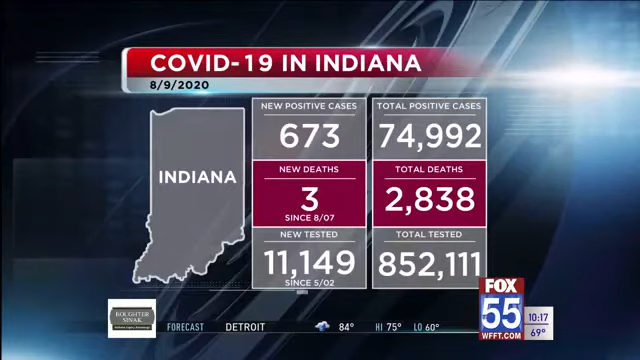 COVID-19 IN INDIANA
8/9/2020
INDIANA
NEW POSITIVE CASES
673
TOTAL POSITIVE CASES
74,992
NEW DEATHS
3
SINCE 8/07
TOTAL DEATHS
2,838
NEW TESTED
11,149
SINCE 5/02
TOTAL TESTED
852,111
FOX
55
WFFT.COM
10:17
69°
BOUGHTER
SINAK
FORECAST DETROIT 84° HI 75° LO 60°